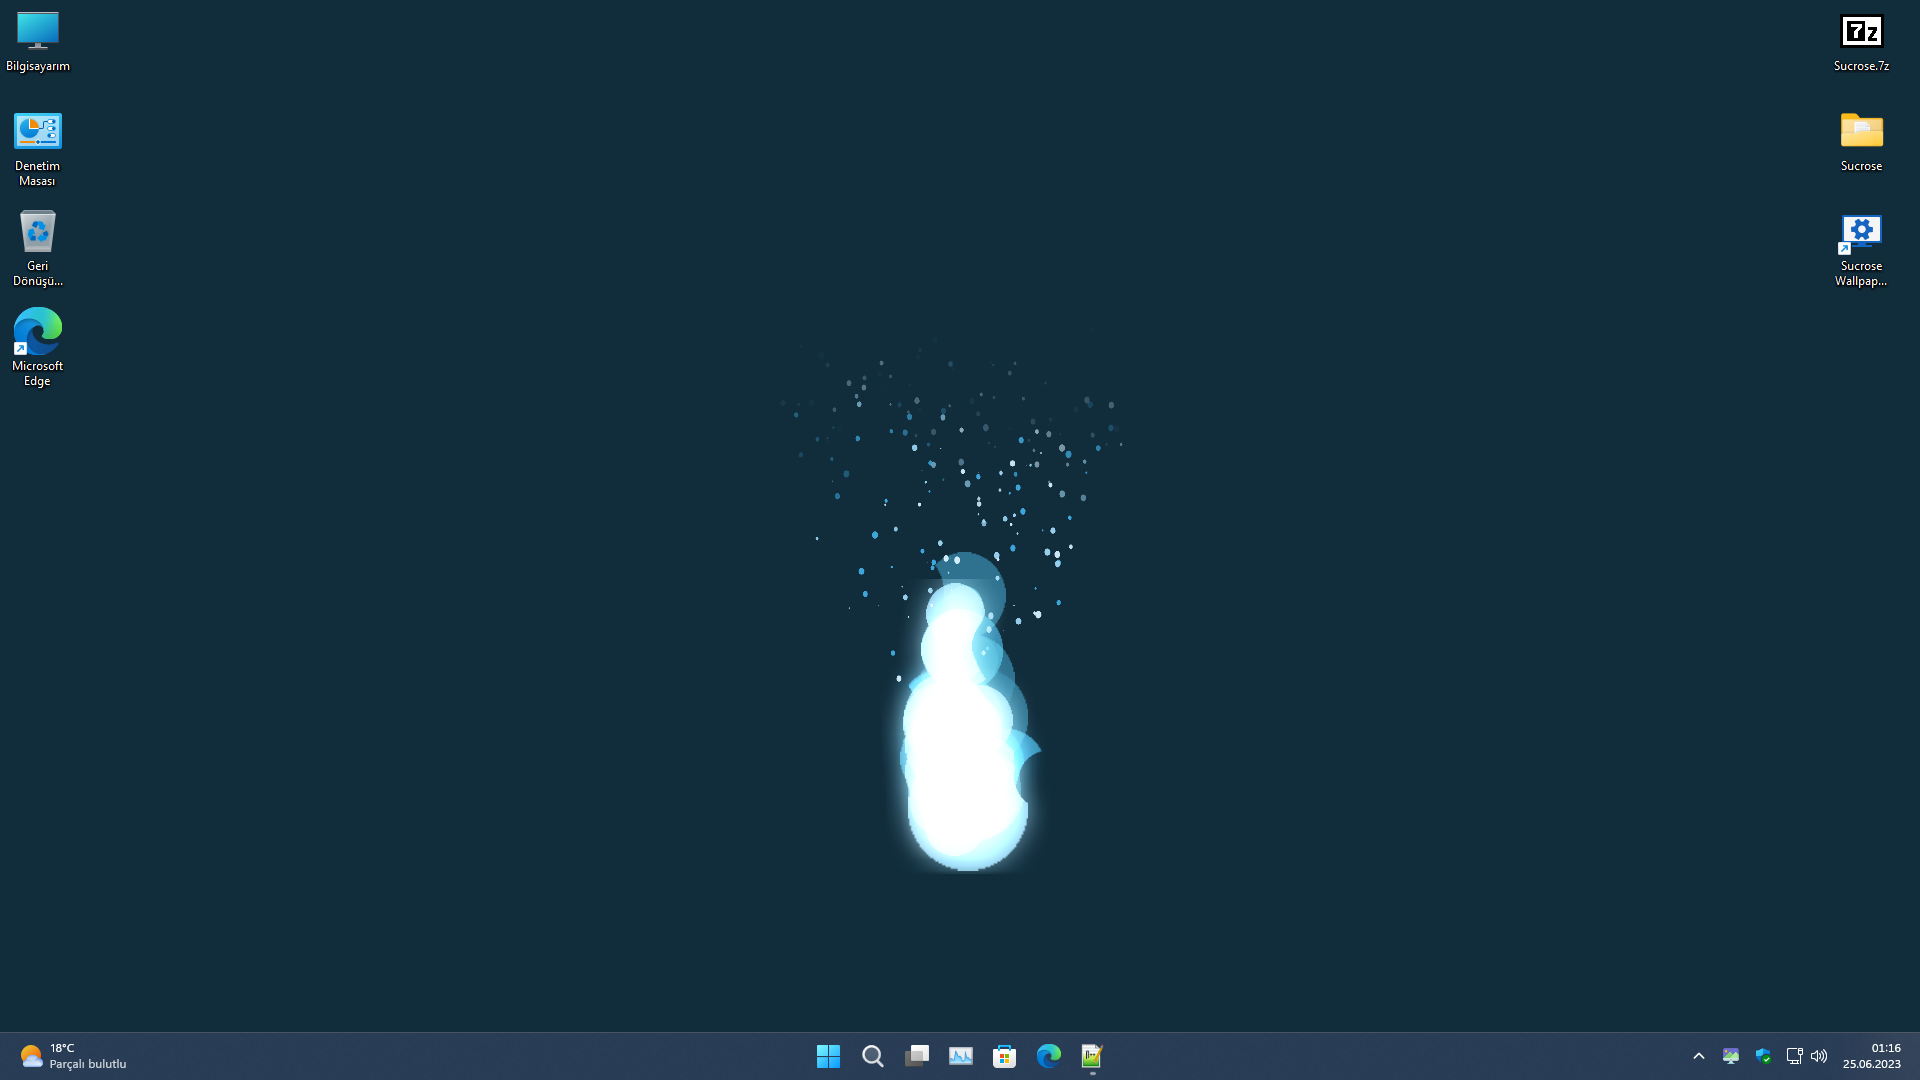 Bilgisayarım
Denetim
Masası
Geri
Dönüşü...
Microsoft
Edge
7z
Sucrose.7z
Sucrose
Sucrose
Wallpap...
18°C
Parçalı bulutlu
01:16
25.06.2023